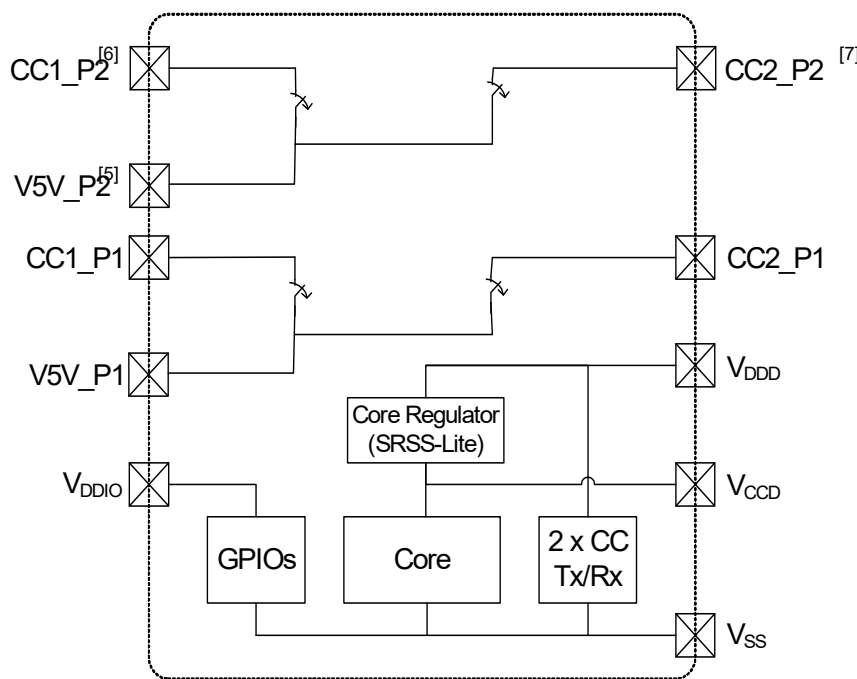 CC1_P2[6]
CC2_P2 [7]
V5V_P2[5]
CC1_P1
CC2_P1
V5V_P1
VDDD
Core Regulator
(SRSS-Lite)
VDDIO
VCCD
GPIOs
Core
2 x CC
Tx/Rx
VSS